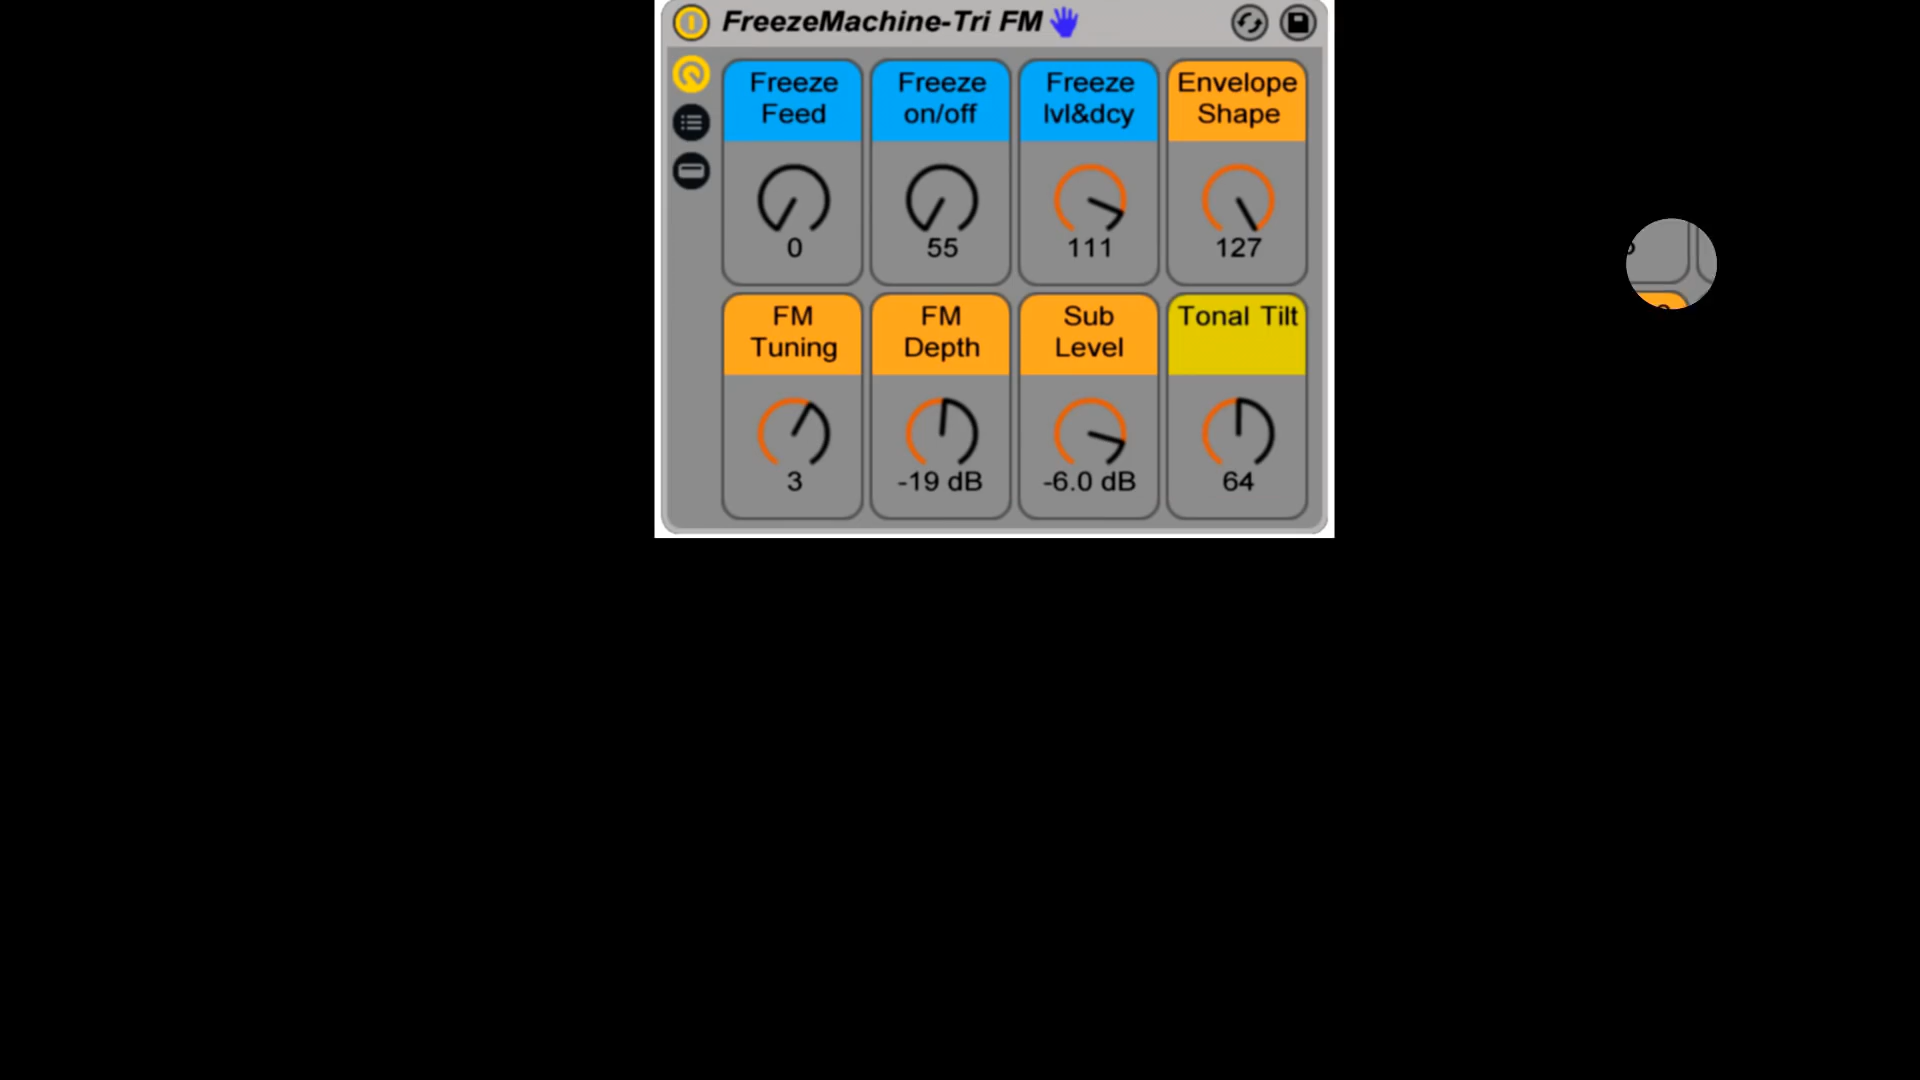 FreezeMachine-Tri FM
Freeze Feed
Freeze on/off
Freeze lvl&dcy
Envelope Shape
0
55
111
127
FM Tuning
FM Depth
Sub Level
Tonal Tilt
3
-19 dB
-6.0 dB
64